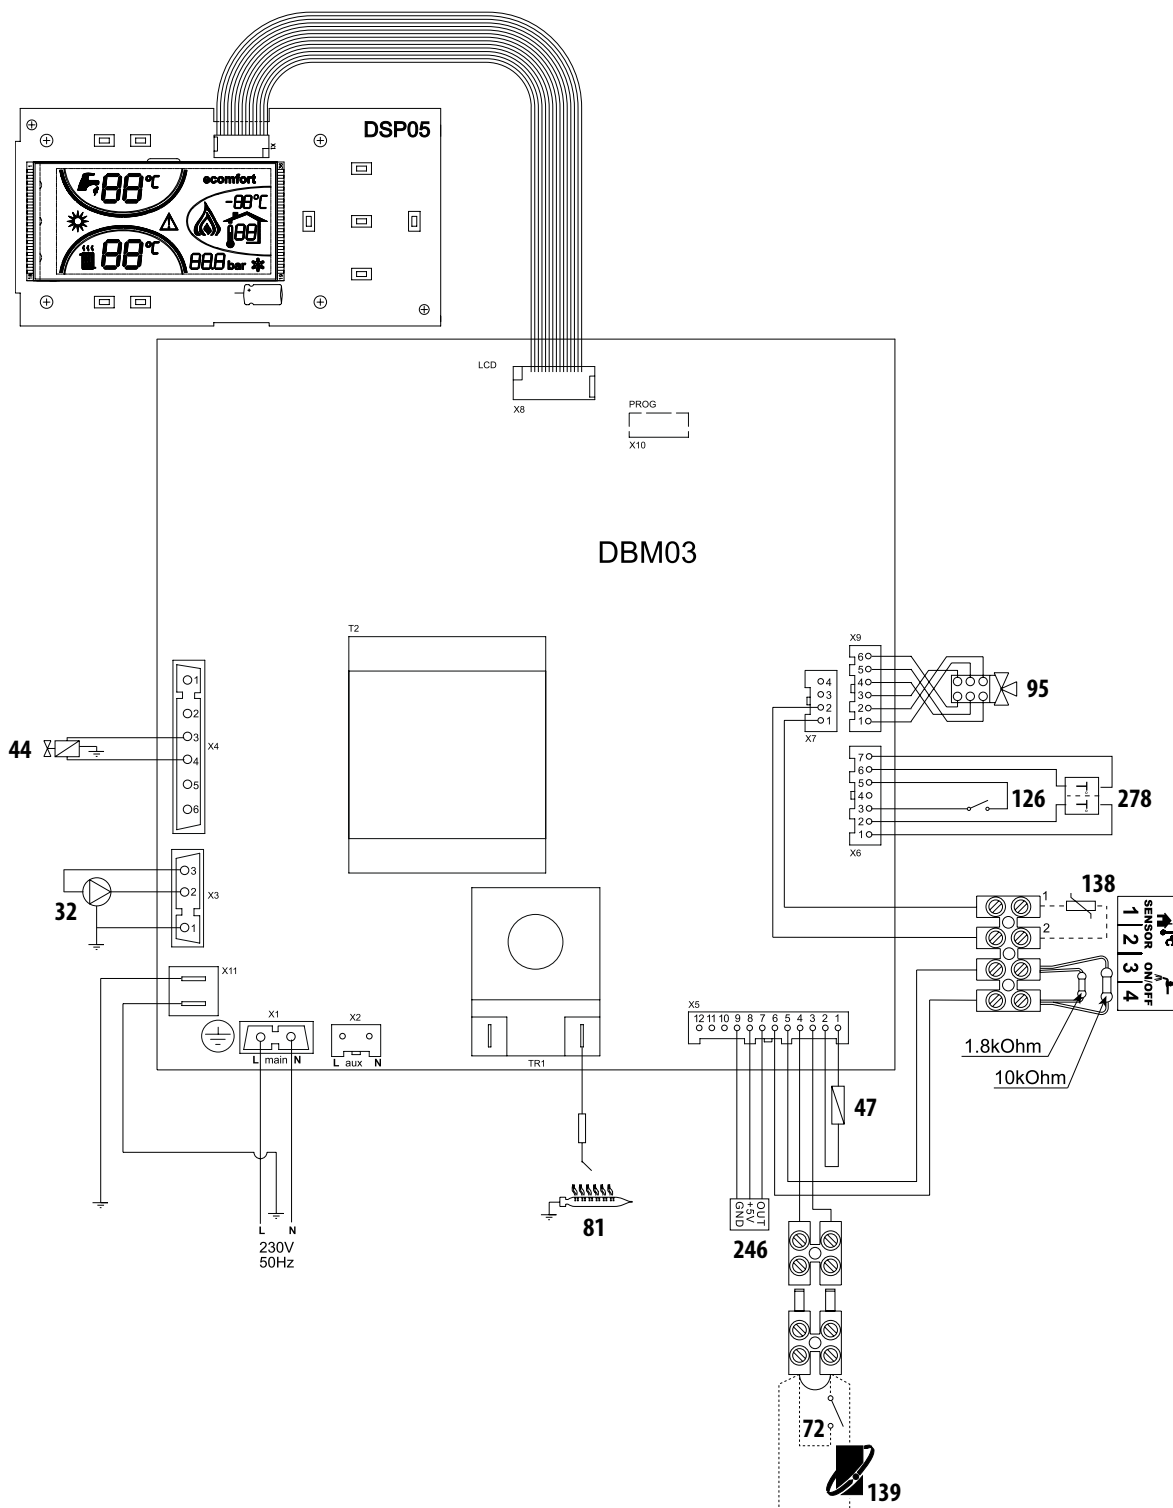 DSP05
88°C
ecomfort
-88°C
88
88°C
88.8 bar
LCD
X8
PROG
X10
DBM03
T2
X9
6
5
4
3
2
1
95
4
3
2
1
X7
44
1
2
3
4
5
6
X4
7
6
5
4
3
2
1
X6
126
278
3
2
1
X3
32
138
1
2
1 2 3 4
SENSOR
ON/OFF
X11
X1
L main N
X2
L aux N
TR1
X5
12 11 10 9 8 7 6 5 4 3 2 1
1.8kOhm
10kOhm
47
81
GND
+5V
OUT
246
L N
230V
50Hz
72
139